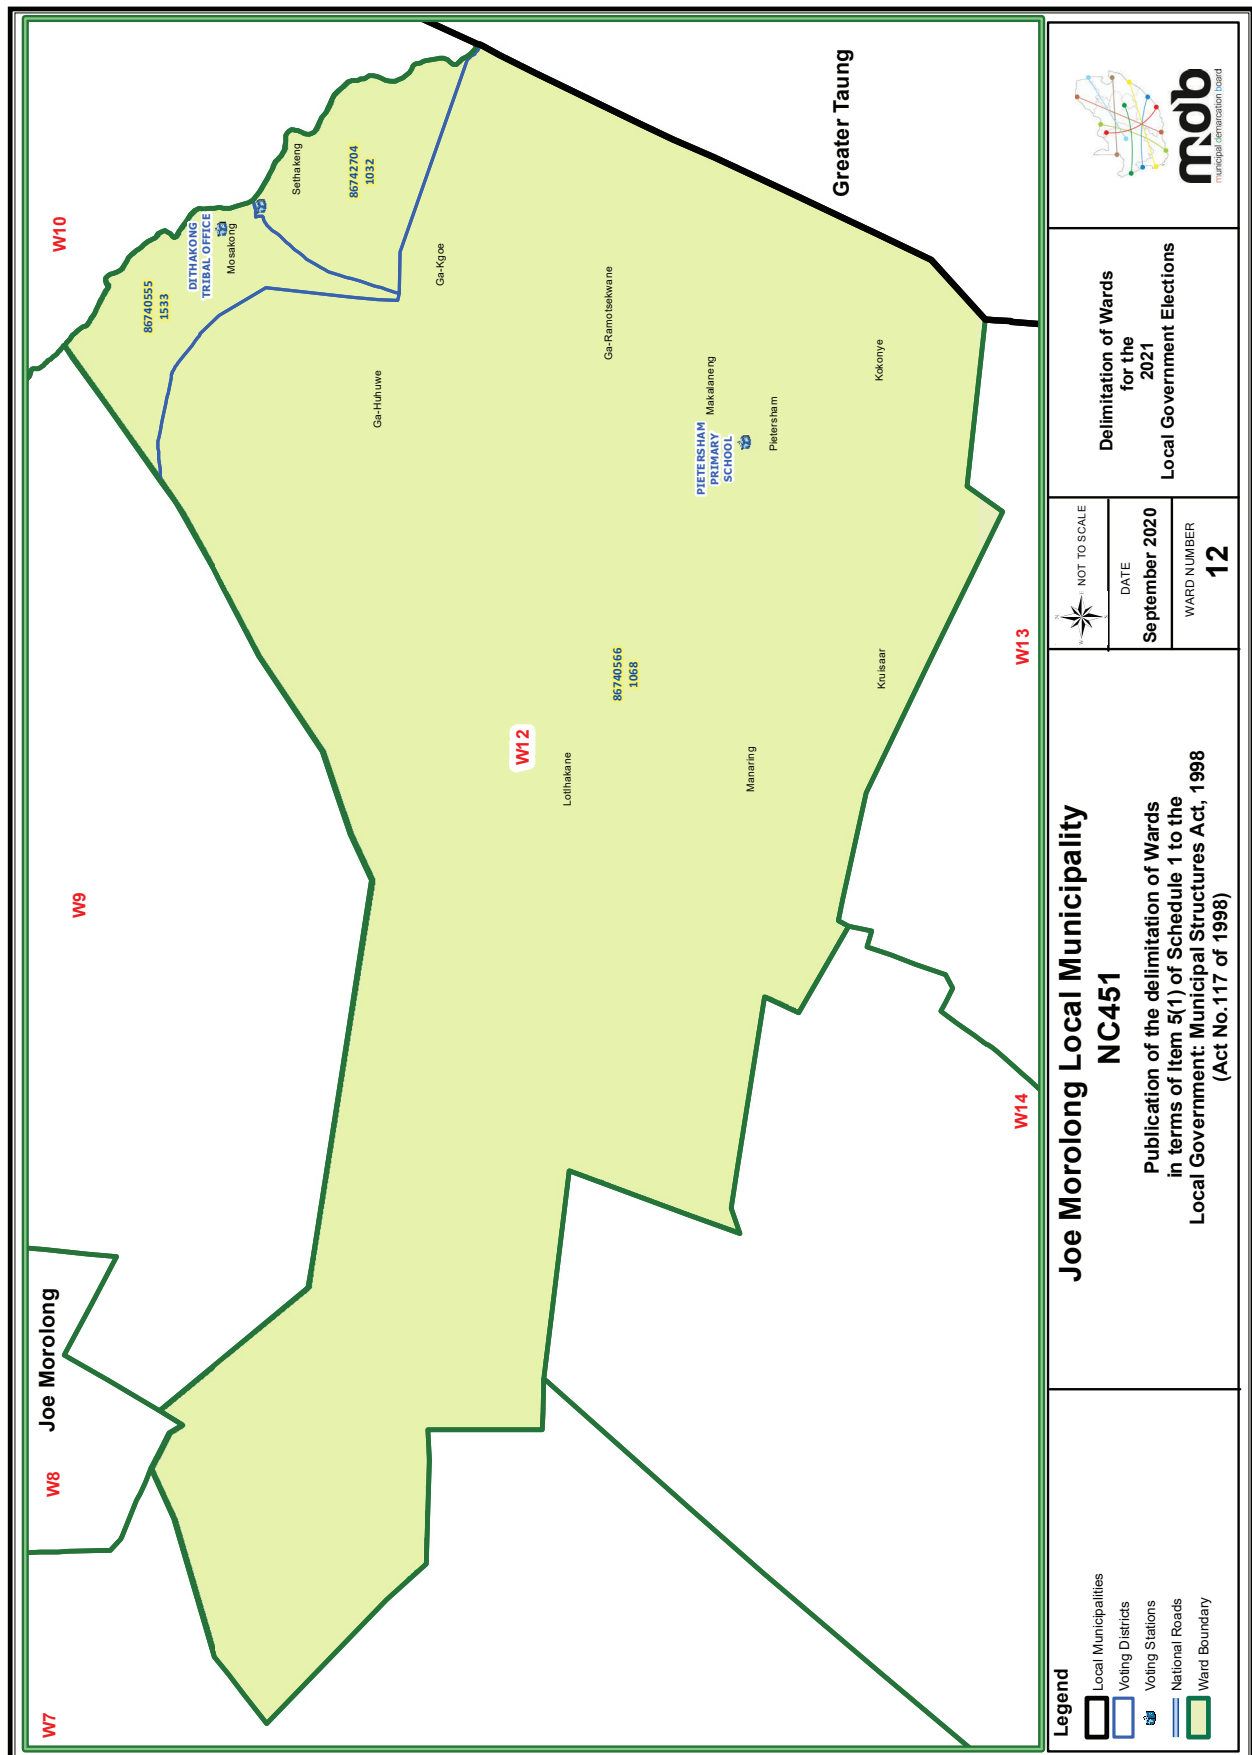 W7
W8
Joe Morolong
W9
W10
86740555
1533
DITHAKONG
TRIBAL OFFICE
Mosakong
Sethakeng
86742704
1032
Ga-Kgoe
Ga-Huhuwe
Ga-Ramotsekwane
Greater Taung
PIETERSHAM
PRIMARY
SCHOOL
Makalaneng
Pietersham
Kokonye
W12
86740566
1068
Lotlhakane
Manaring
Kruisaar
W13
W14
Legend
Local Municipalities
Voting Districts
Voting Stations
National Roads
Ward Boundary
Joe Morolong Local Municipality
NC451
Publication of the delimitation of Wards
in terms of Item 5(1) of Schedule 1 to the
Local Government: Municipal Structures Act, 1998
(Act No.117 of 1998)
N
W E
S
NOT TO SCALE
DATE
September 2020
WARD NUMBER
12
Delimitation of Wards
for the
2021
Local Government Elections
mdb
municipal demarcation board